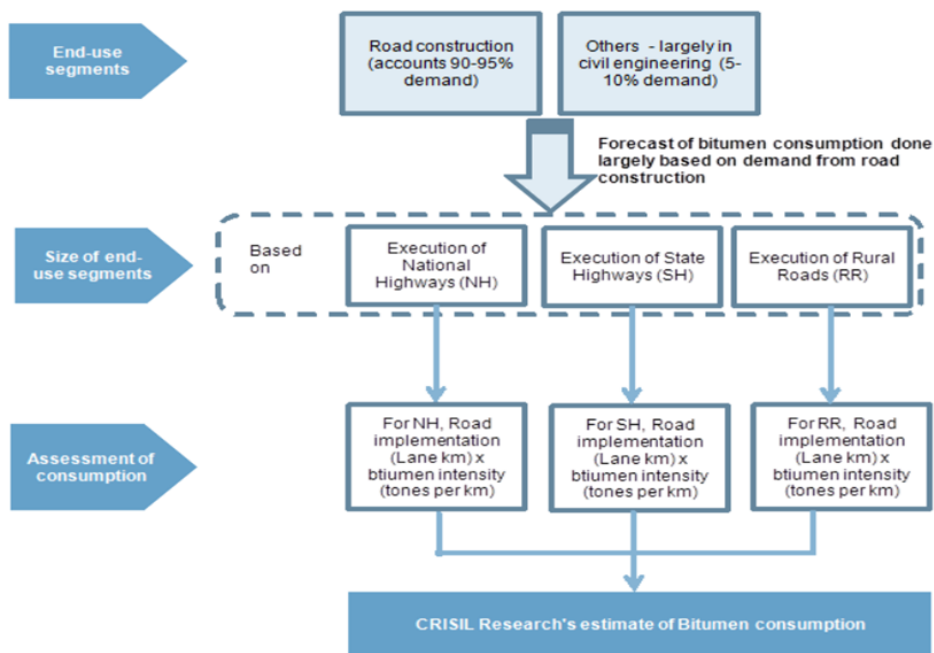 End-use
segments
Road construction
(accounts 90-95%
demand)
Others - largely in
civil engineering (5-
10% demand)
Forecast of bitumen consumption done
largely based on demand from road
construction
Size of end-
use segments
Based
on
Execution of
National
Highways (NH)
Execution of State
Highways (SH)
Execution of Rural
Roads (RR)
Assessment of
consumption
For NH, Road
implementation
(Lane km) x
btiumen intensity
(tones per km)
For SH, Road
implementation
(Lane km) x
btiumen intensity
(tones per km)
For RR, Road
implementation
(Lane km) x
btiumen intensity
(tones per km)
CRISIL Research's estimate of Bitumen consumption